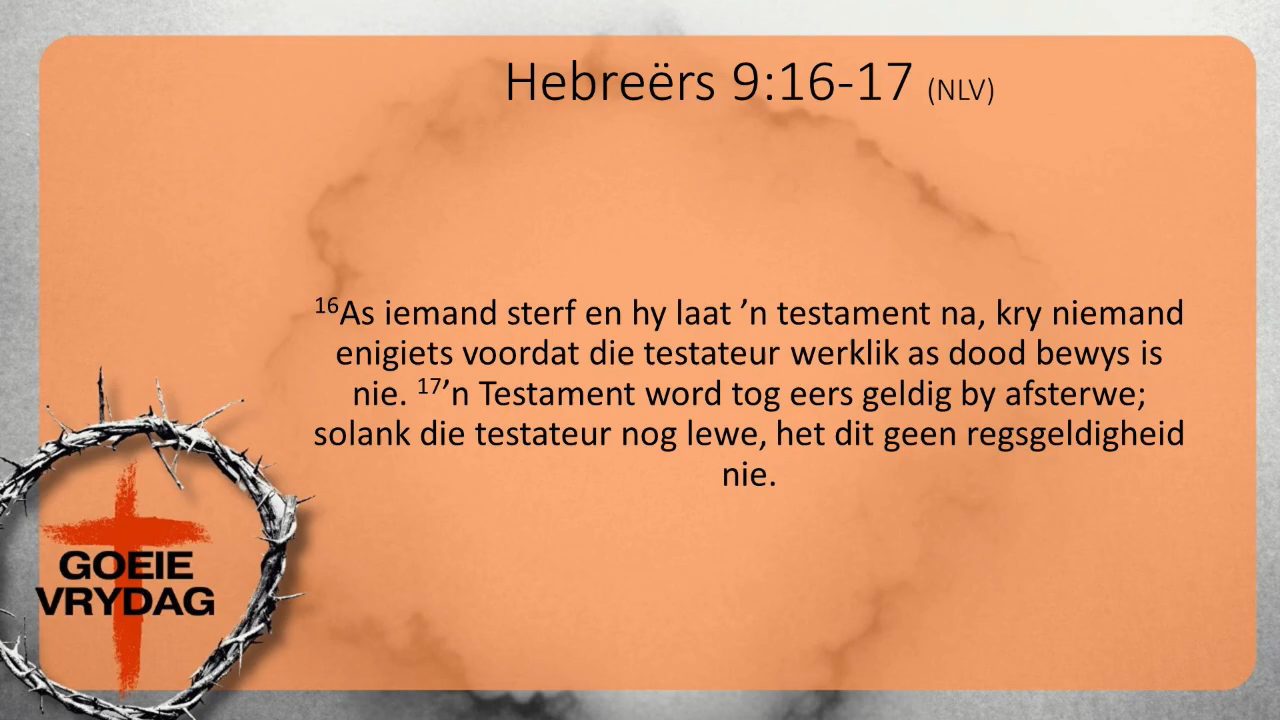 Hebreërs 9:16-17 (NLV)
¹⁶As iemand sterf en hy laat ’n testament na, kry niemand
enigiets voordat die testateur werklik as dood bewys is
nie. ¹⁷’n Testament word tog eers geldig by afsterwe;
solank die testateur nog lewe, het dit geen regsgeldigheid
nie.
GOEIE
VRYDAG